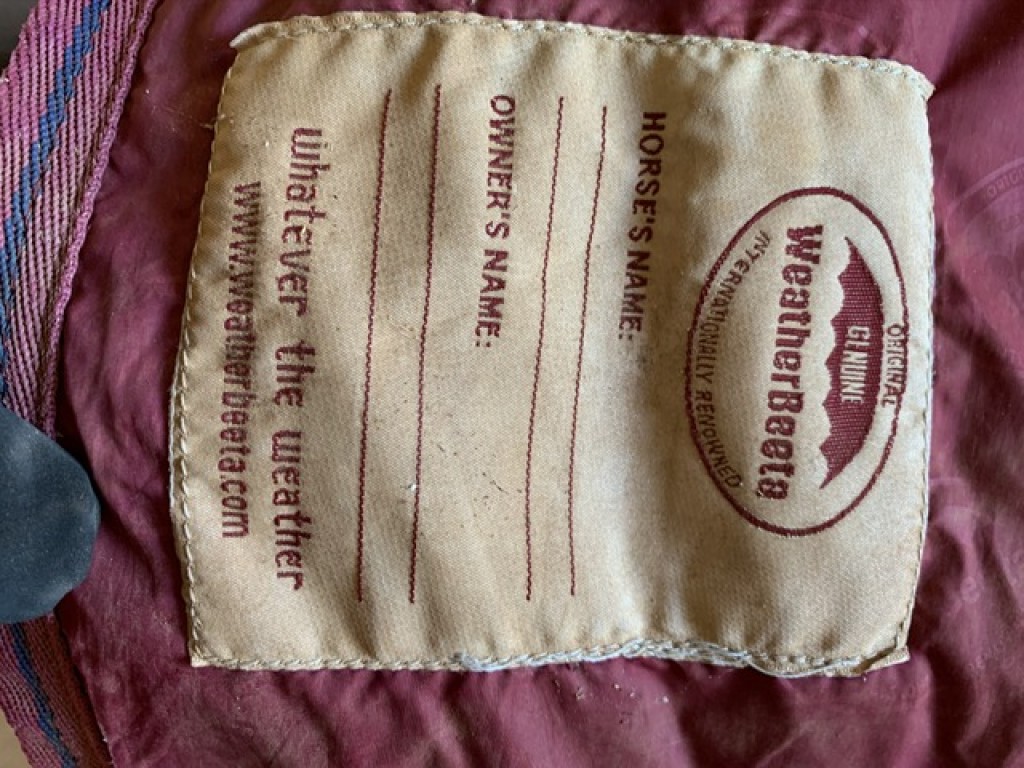 ORIGINAL
GENUINE
WeatherBeeta
INTERNATIONALLY RENOWNED
HORSE'S NAME:
OWNER'S NAME:
whatever the weather
www.weatherbeeta.com